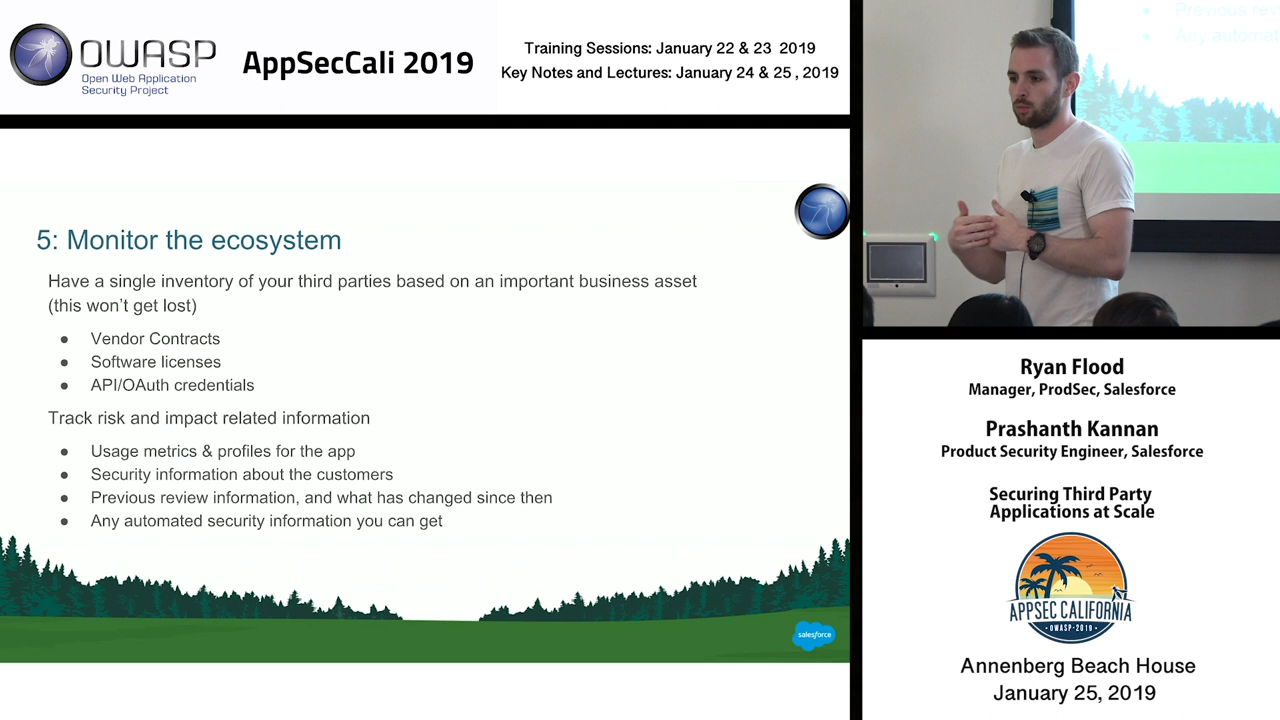 OWASP
Open Web Application
Security Project
AppSecCali 2019
Training Sessions: January 22 & 23 2019
Key Notes and Lectures: January 24 & 25 , 2019
5: Monitor the ecosystem
Have a single inventory of your third parties based on an important business asset
(this won't get lost)
● Vendor Contracts
● Software licenses
● API/OAuth credentials
Track risk and impact related information
● Usage metrics & profiles for the app
● Security information about the customers
● Previous review information, and what has changed since then
● Any automated security information you can get
salesforce
Previous rev
Any automat
Ryan Flood
Manager, ProdSec, Salesforce
Prashanth Kannan
Product Security Engineer, Salesforce
Securing Third Party
Applications at Scale
APPSEC CALIFORNIA
• OWASP-2019 •
Annenberg Beach House
January 25, 2019